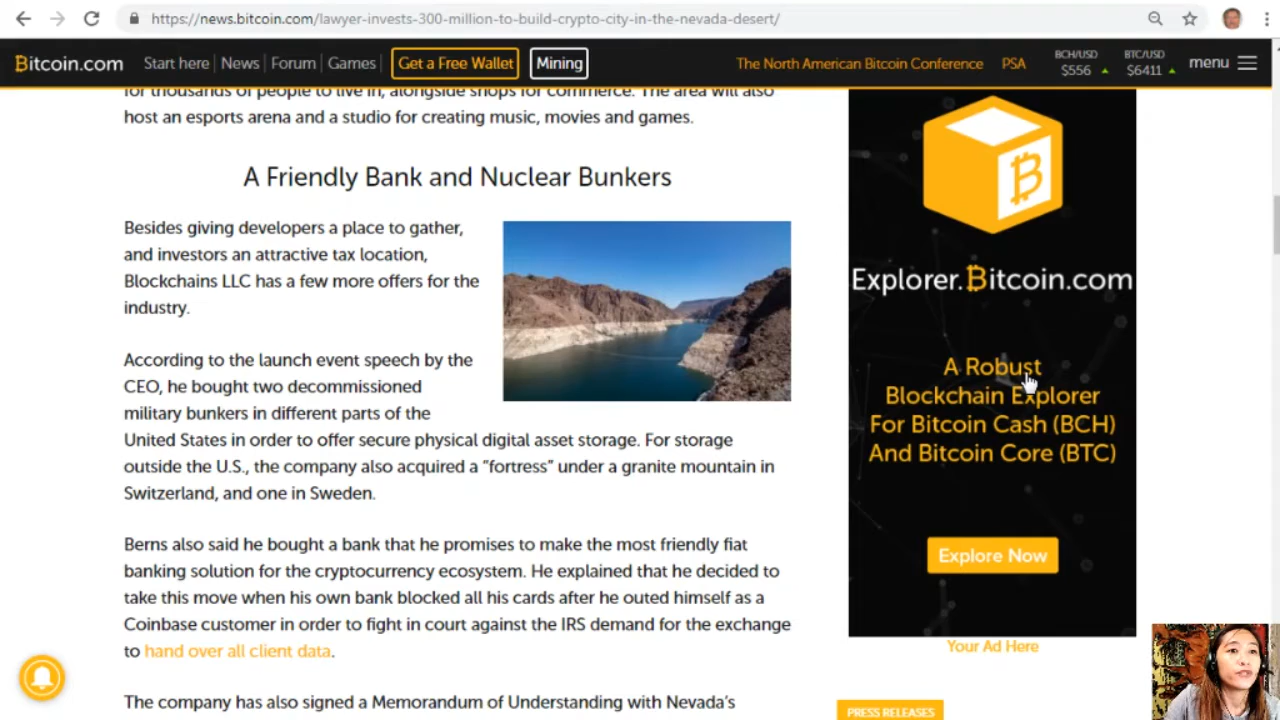 https://news.bitcoin.com/lawyer-invests-300-million-to-build-crypto-city-in-the-nevada-desert/
Bitcoin.com
Start here
News
Forum
Games
Get a Free Wallet
Mining
The North American Bitcoin Conference
PSA
BCH/USD
$556
BTC/USD
$6411
menu
for thousands of people to live in, alongside shops for commerce. The area will also
host an esports arena and a studio for creating music, movies and games.
A Friendly Bank and Nuclear Bunkers
Besides giving developers a place to gather,
and investors an attractive tax location,
Blockchains LLC has a few more offers for the
industry.
According to the launch event speech by the
CEO, he bought two decommissioned
military bunkers in different parts of the
United States in order to offer secure physical digital asset storage. For storage
outside the U.S., the company also acquired a “fortress” under a granite mountain in
Switzerland, and one in Sweden.
Berns also said he bought a bank that he promises to make the most friendly fiat
banking solution for the cryptocurrency ecosystem. He explained that he decided to
take this move when his own bank blocked all his cards after he outed himself as a
Coinbase customer in order to fight in court against the IRS demand for the exchange
to hand over all client data.
The company has also signed a Memorandum of Understanding with Nevada’s
Explorer.Bitcoin.com
A Robust
Blockchain Explorer
For Bitcoin Cash (BCH)
And Bitcoin Core (BTC)
Explore Now
Your Ad Here
PRESS RELEASES